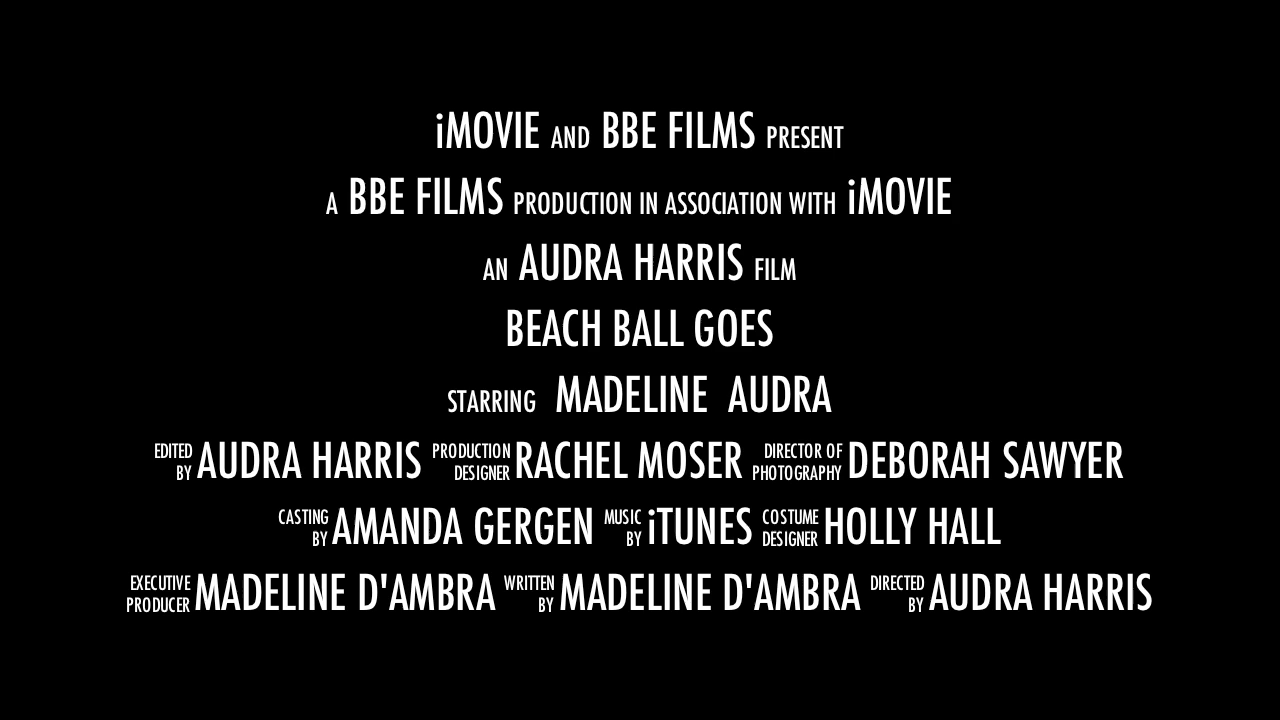 iMOVIE AND BBE FILMS PRESENT
A BBE FILMS PRODUCTION IN ASSOCIATION WITH iMOVIE
AN AUDRA HARRIS FILM
BEACH BALL GOES
STARRING MADELINE AUDRA
EDITED BY AUDRA HARRIS PRODUCTION DESIGNER RACHEL MOSER DIRECTOR OF PHOTOGRAPHY DEBORAH SAWYER
CASTING BY AMANDA GERGEN MUSIC BY iTUNES COSTUME DESIGNER HOLLY HALL
EXECUTIVE PRODUCER MADELINE D'AMBRA WRITTEN BY MADELINE D'AMBRA DIRECTED BY AUDRA HARRIS